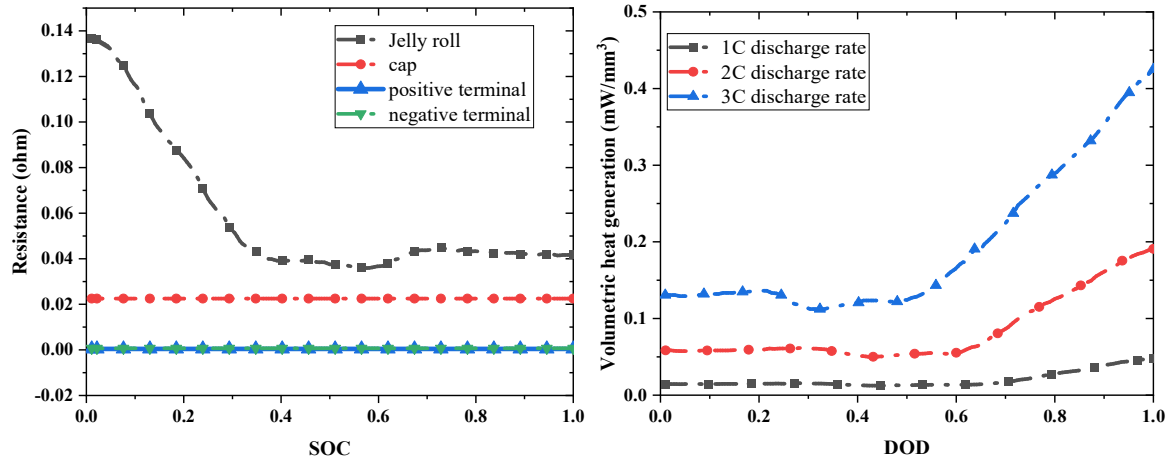 0.14
0.12
0.10
0.08
0.06
0.04
0.02
0.00
-0.02
Resistance (ohm)
Jelly roll
cap
positive terminal
negative terminal
0.0 0.2 0.4 0.6 0.8 1.0
SOC
0.5
0.4
0.3
0.2
0.1
0.0
Volumetric heat generation (mW/mm³)
1C discharge rate
2C discharge rate
3C discharge rate
0.0 0.2 0.4 0.6 0.8 1.0
DOD